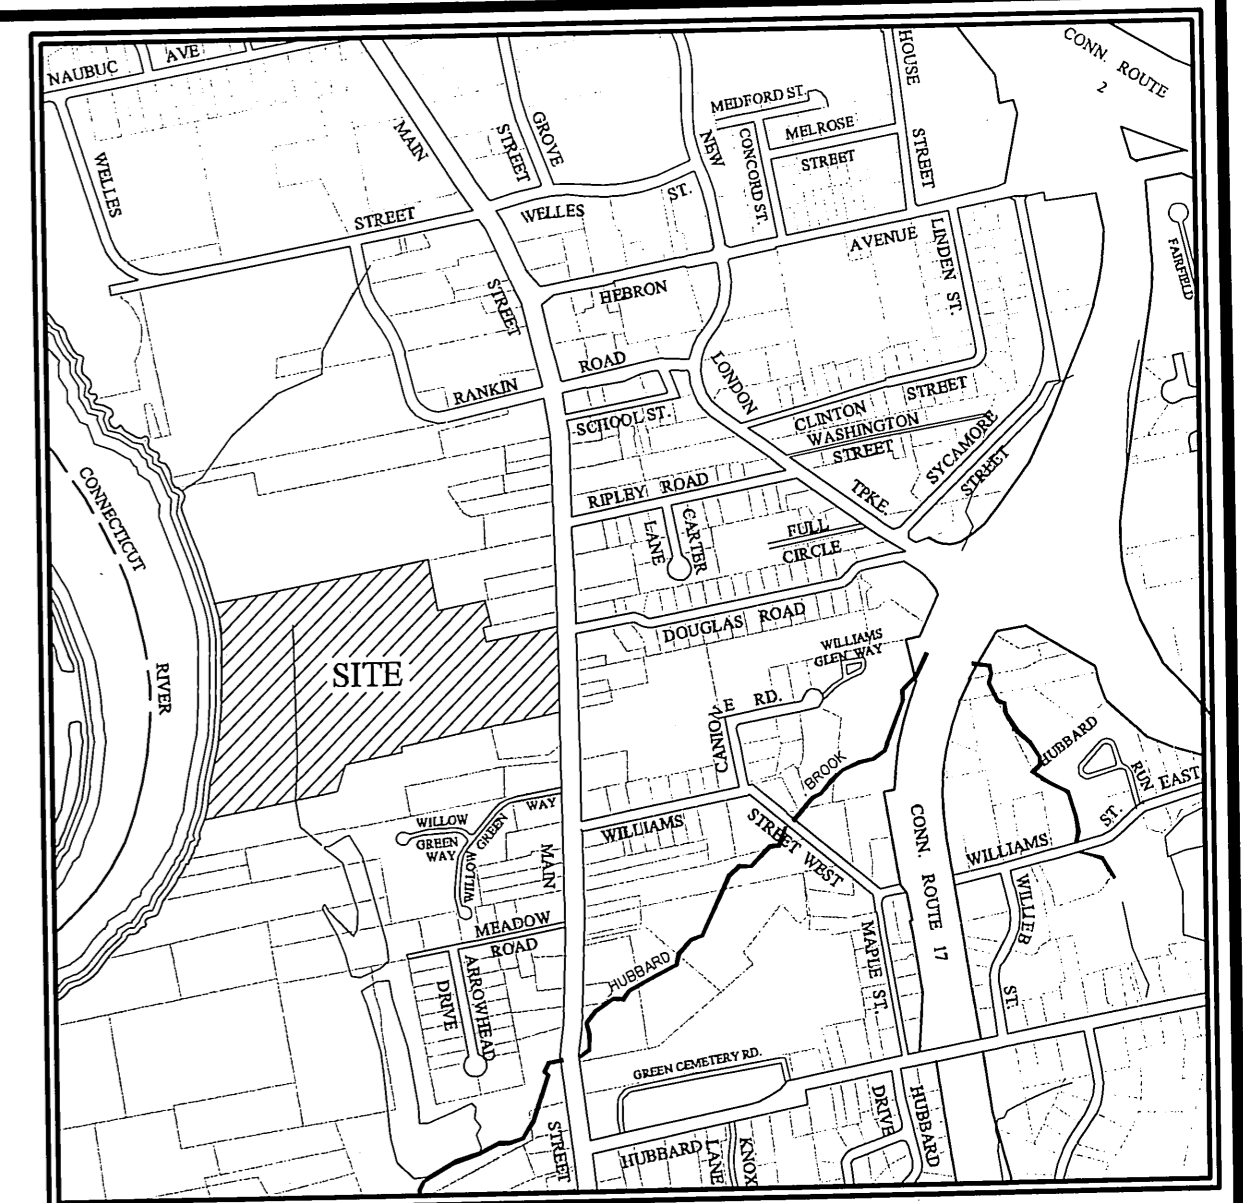 NAUBUC
AVE
WELLES
MAIN
STREET
GROVE
STREET
WELLES
ST.
NEW
MEDFORD ST.
CONCORD ST.
MELROSE
STREET
HOUSE
STREET
CONN. ROUTE
2
FAIRFIELD
AVENUE
LINDEN ST.
STREET
HEBRON
ROAD
RANKIN
SCHOOL ST.
LONDON
CLINTON
STREET
WASHINGTON
STREET
SYCAMORE
STREET
TPKE
RIPLEY ROAD
CARTER
LANE
FULL
CIRCLE
DOUGLAS ROAD
WILLIAMS
GLEN WAY
CONNECTICUT
RIVER
SITE
E RD.
BROOK
HUBBARD
RUN
EAST
ST.
WILLIAMS
CONN. ROUTE 17
WILLIEB
ST.
WILLIAMS
STREET WEST
WAY
GREEN
WILLOW
WILLOW
GREEN
WAY
MAIN
MEADOW
ROAD
ARROWHEAD
DRIVE
HUBBARD
MAPLE ST.
GREEN CEMETERY RD.
HUBBARD
DRIVE
HUBBARD
LANE
KNOX
STREET